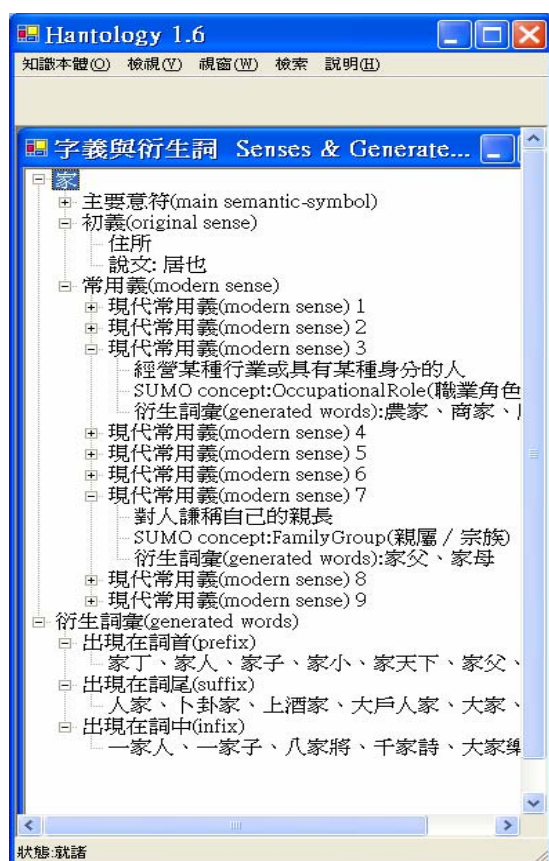 Hantology 1.6
知識本體(O) 檢視(V) 視窗(W) 檢索 說明(H)
字義與衍生詞 Senses & Generate...
家
主要意符(main semantic-symbol)
初義(original sense)
住所
說文: 居也
常用義(modern sense)
現代常用義(modern sense) 1
現代常用義(modern sense) 2
現代常用義(modern sense) 3
經營某種行業或具有某種身分的人
SUMO concept:OccupationalRole(職業角色
衍生詞彙(generated words):農家、商家、
現代常用義(modern sense) 4
現代常用義(modern sense) 5
現代常用義(modern sense) 6
現代常用義(modern sense) 7
對人謙稱自己的親長
SUMO concept:FamilyGroup(親屬 / 宗族)
衍生詞彙(generated words):家父、家母
現代常用義(modern sense) 8
現代常用義(modern sense) 9
衍生詞彙(generated words)
出現在詞首(prefix)
家丁、家人、家子、家小、家天下、家父、
出現在詞尾(suffix)
人家、卜卦家、上酒家、大戶人家、大家、
出現在詞中(infix)
一家人、一家子、八家將、千家詩、大家樂
狀態:就諸